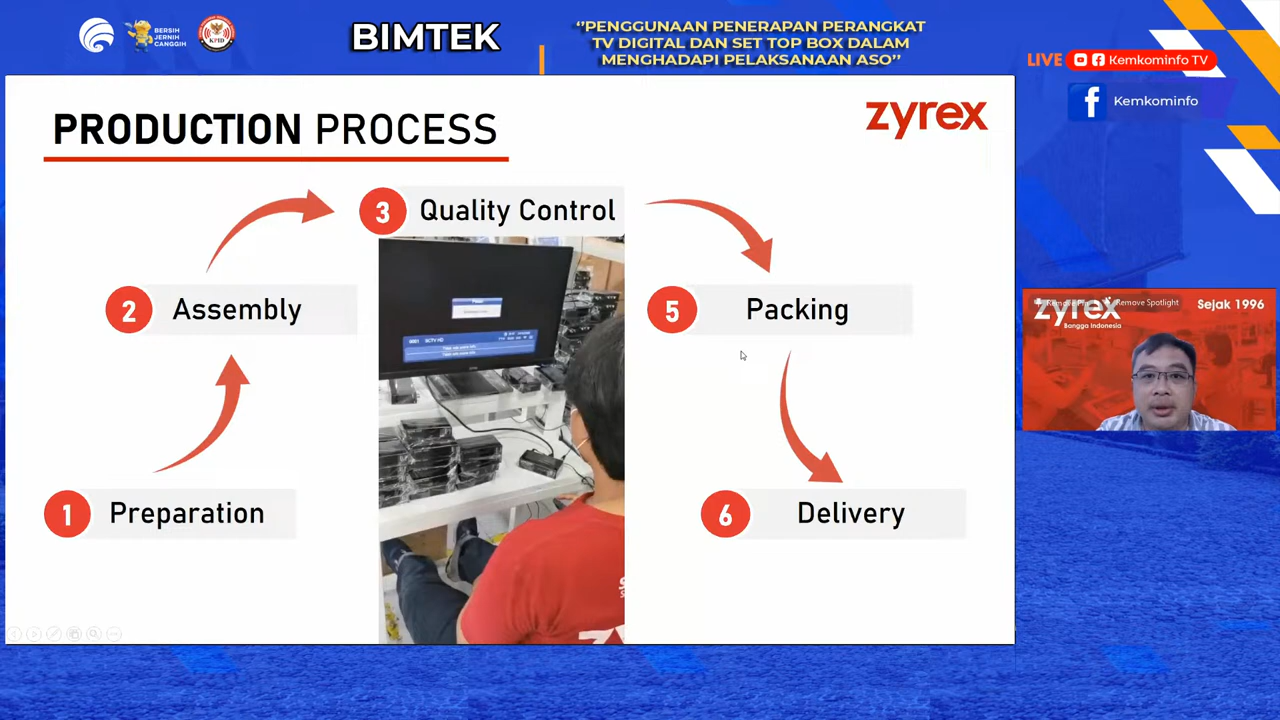 BERSIH
JERNIH
CANGGIH
KPID
BIMTEK
"PENGGUNAAN PENERAPAN PERANGKAT
TV DIGITAL DAN SET TOP BOX DALAM
MENGHADAPI PELAKSANAAN ASO"
LIVE
Kemkominfo TV
Kemkominfo
PRODUCTION PROCESS
zyrex
3 Quality Control
2 Assembly
5 Packing
1 Preparation
6 Delivery
zyrex
Bangga Indonesia
Remove Spotlight
Sejak 1996